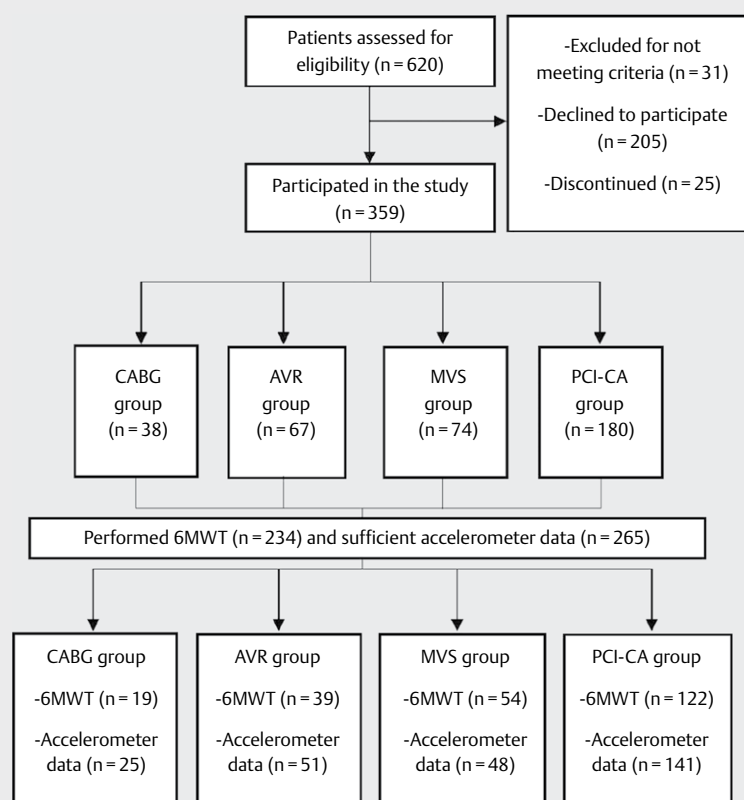 Patients assessed for
eligibility (n = 620)
-Excluded for not
meeting criteria (n = 31)
-Declined to participate
(n = 205)
-Discontinued (n = 25)
Participated in the study
(n = 359)
CABG
group
(n = 38)
AVR
group
(n = 67)
MVS
group
(n = 74)
PCI-CA
group
(n = 180)
Performed 6MWT (n = 234) and sufficient accelerometer data (n = 265)
CABG group
-6MWT (n = 19)
-Accelerometer
data (n = 25)
AVR group
-6MWT (n = 39)
-Accelerometer
data (n = 51)
MVS group
-6MWT (n = 54)
-Accelerometer
data (n = 48)
PCI-CA group
-6MWT (n = 122)
-Accelerometer
data (n = 141)